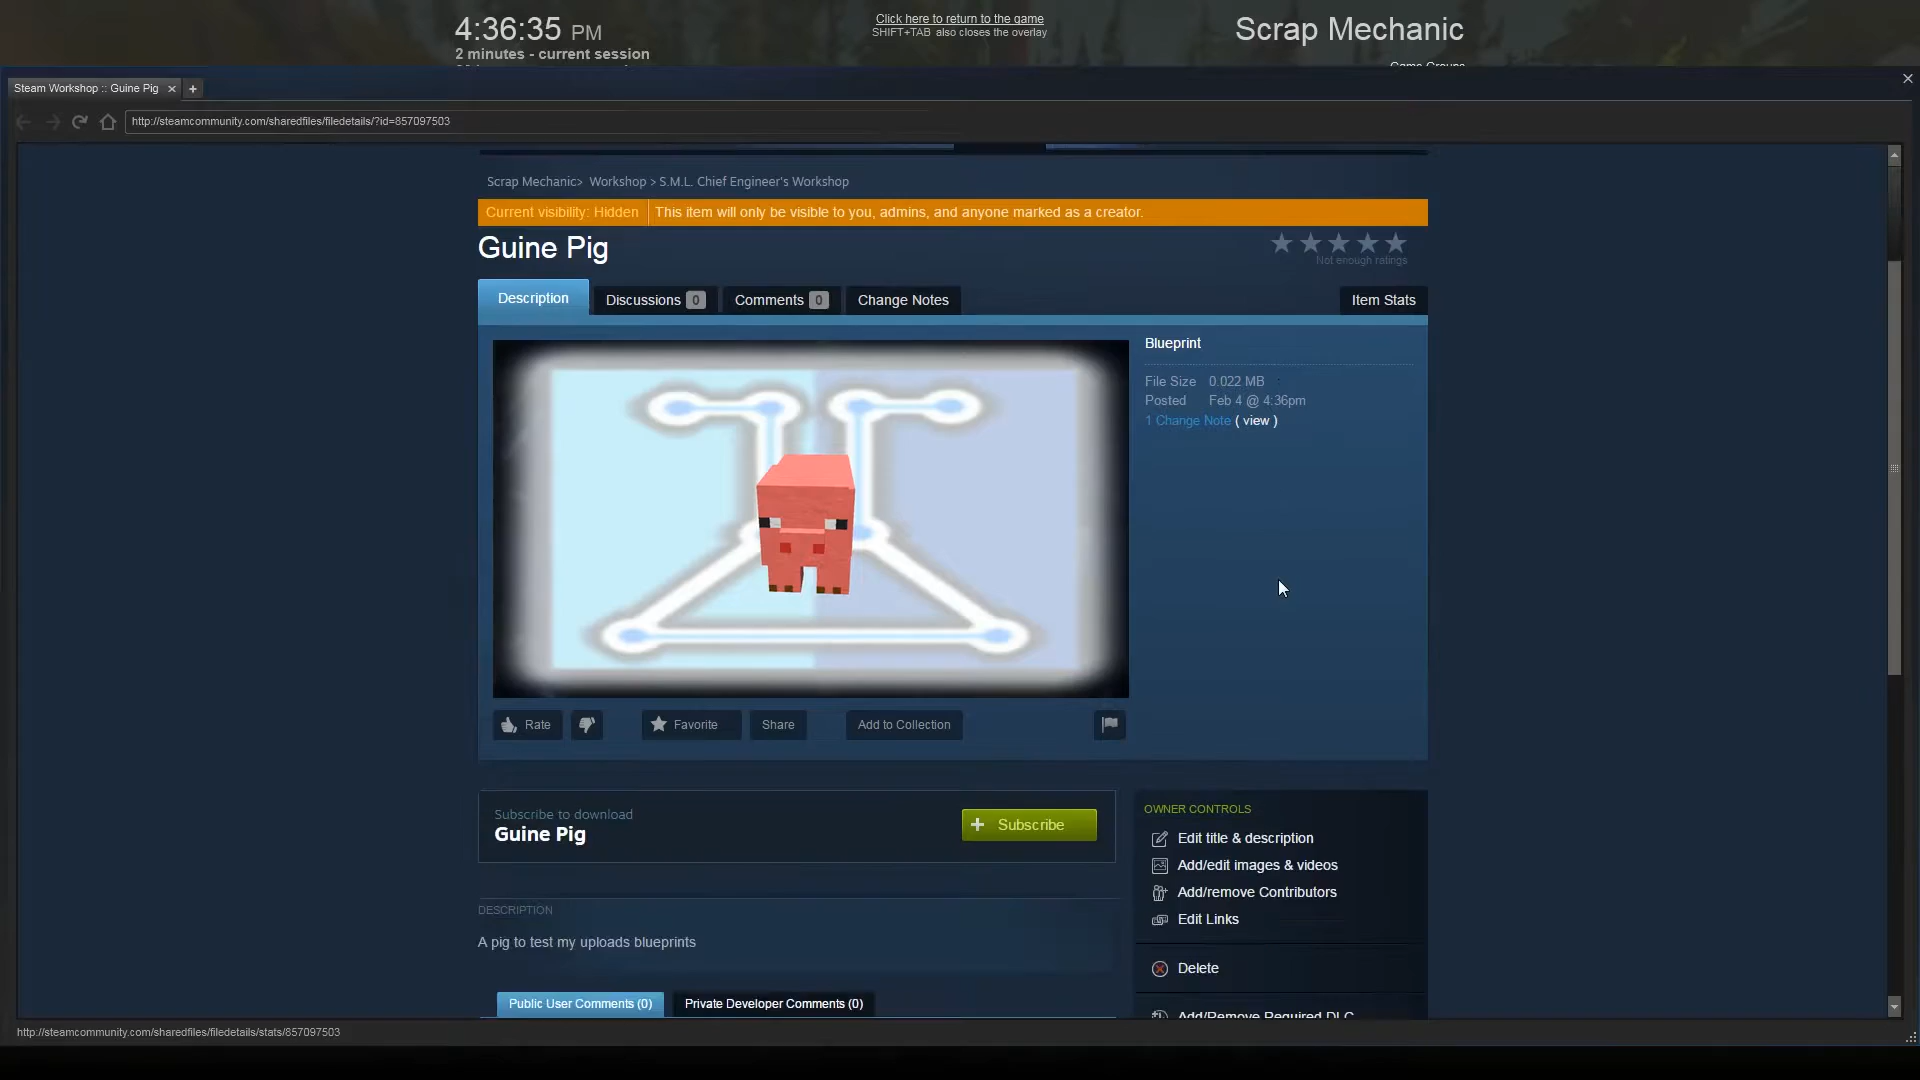 4:36:35 PM
2 minutes - current session
Click here to return to the game
SHIFT+TAB also closes the overlay
Scrap Mechanic
Game Groups
Steam Workshop :: Guine Pig
http://steamcommunity.com/sharedfiles/filedetails/?id=857097503
Scrap Mechanic> Workshop > S.M.L. Chief Engineer's Workshop
Current visibility: Hidden This item will only be visible to you, admins, and anyone marked as a creator.
Guine Pig
Not enough ratings
Description Discussions 0 Comments 0 Change Notes Item Stats
Blueprint
File Size 0.022 MB
Posted Feb 4 @ 4:36pm
1 Change Note ( view )
Rate Favorite Share Add to Collection
Subscribe to download
Guine Pig
+ Subscribe
OWNER CONTROLS
Edit title & description
Add/edit images & videos
Add/remove Contributors
Edit Links
Delete
Add/Remove Required DLC
DESCRIPTION
A pig to test my uploads blueprints
Public User Comments (0) Private Developer Comments (0)
http://steamcommunity.com/sharedfiles/filedetails/stats/857097503